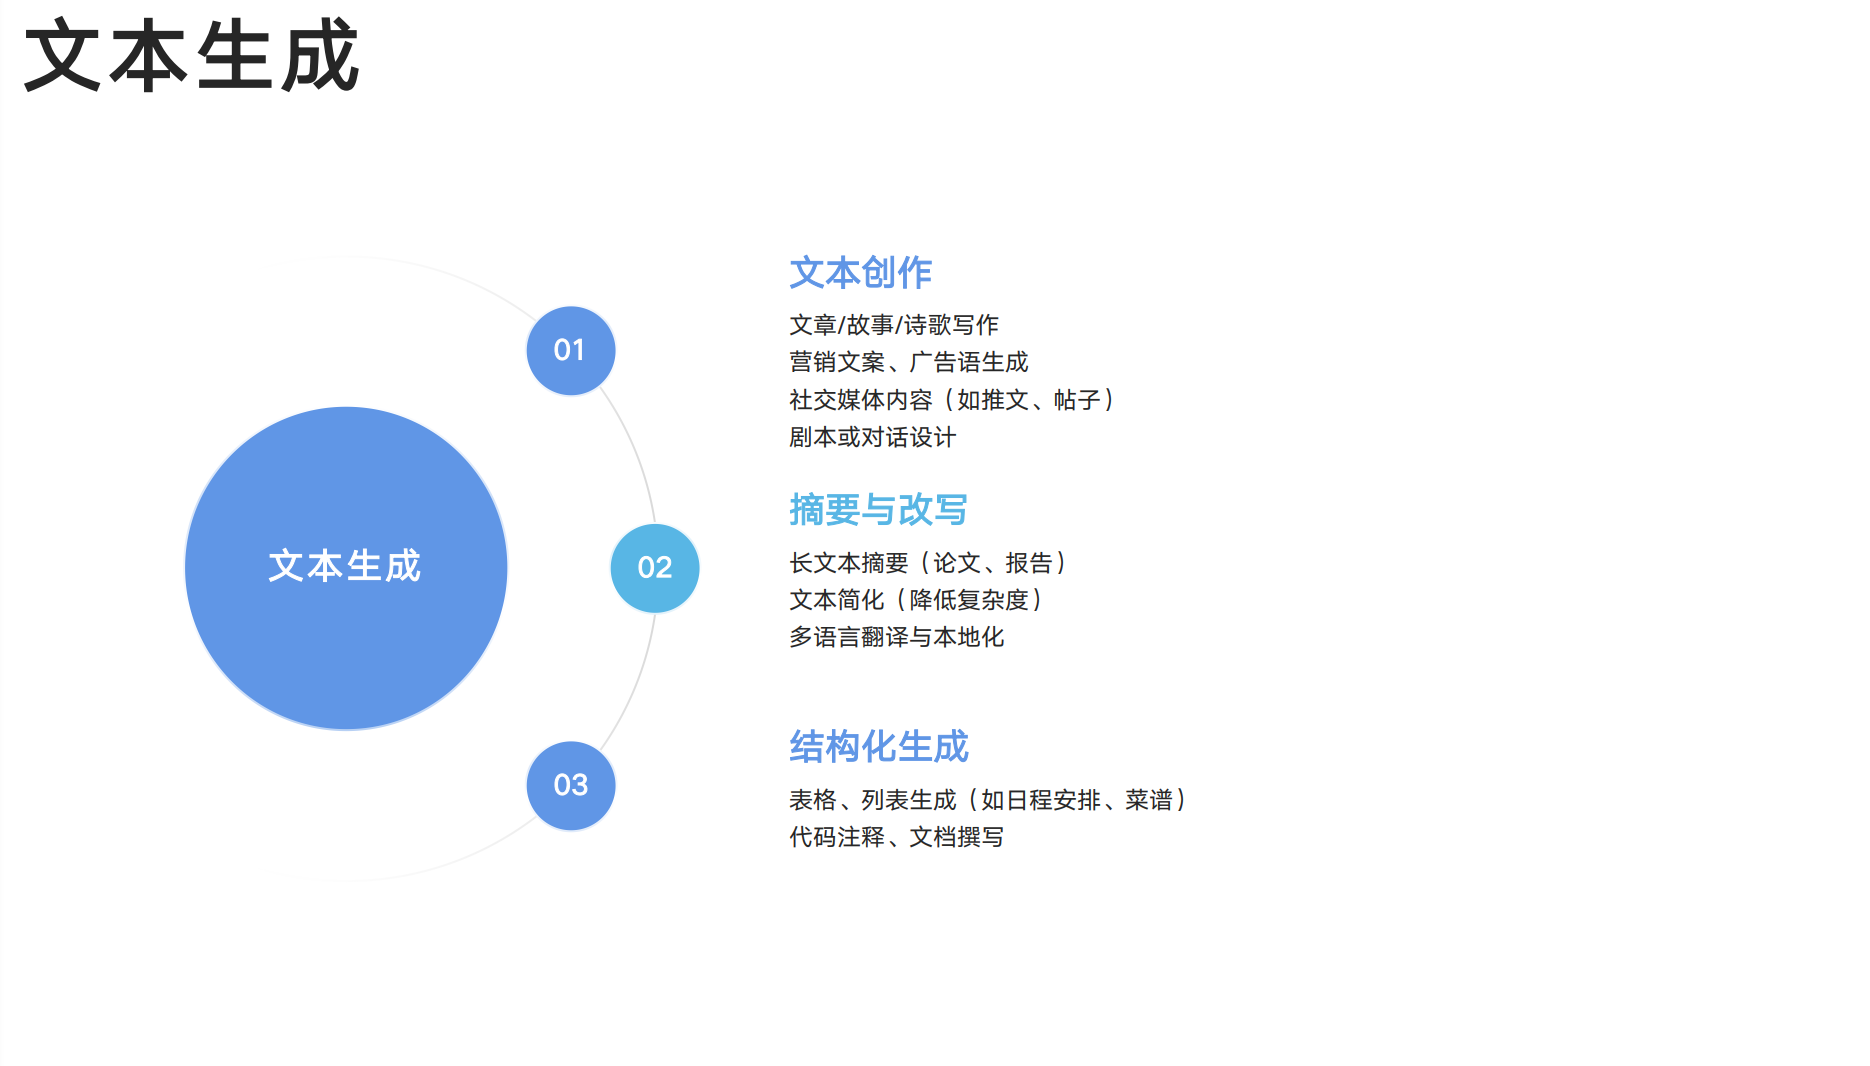 文本生成
文本生成
01
文本创作
文章/故事/诗歌写作
营销文案、广告语生成
社交媒体内容（如推文、帖子）
剧本或对话设计
02
摘要与改写
长文本摘要（论文、报告）
文本简化（降低复杂度）
多语言翻译与本地化
03
结构化生成
表格、列表生成（如日程安排、菜谱）
代码注释、文档撰写